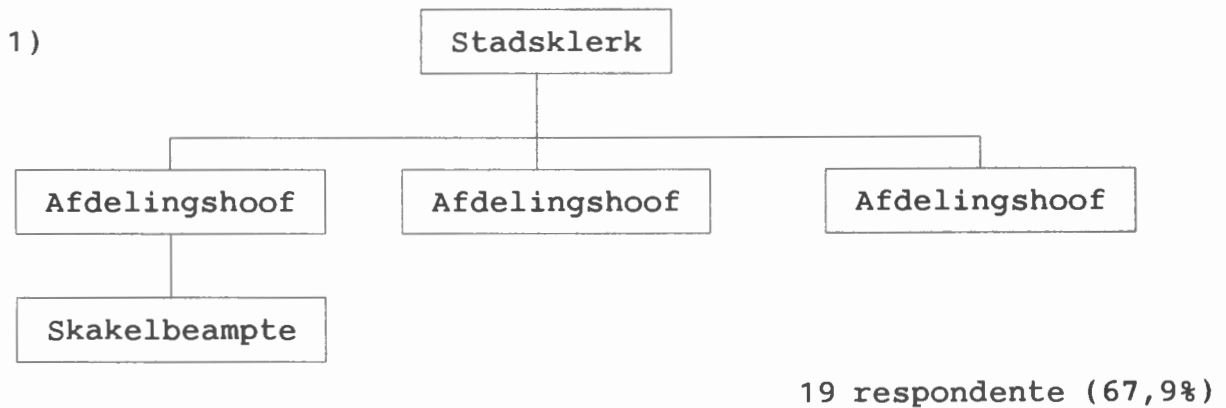 1)
Stadsklerk
Afdelingshoof Afdelingshoof Afdelingshoof
Skakelbeampte
19 respondente (67,9%)